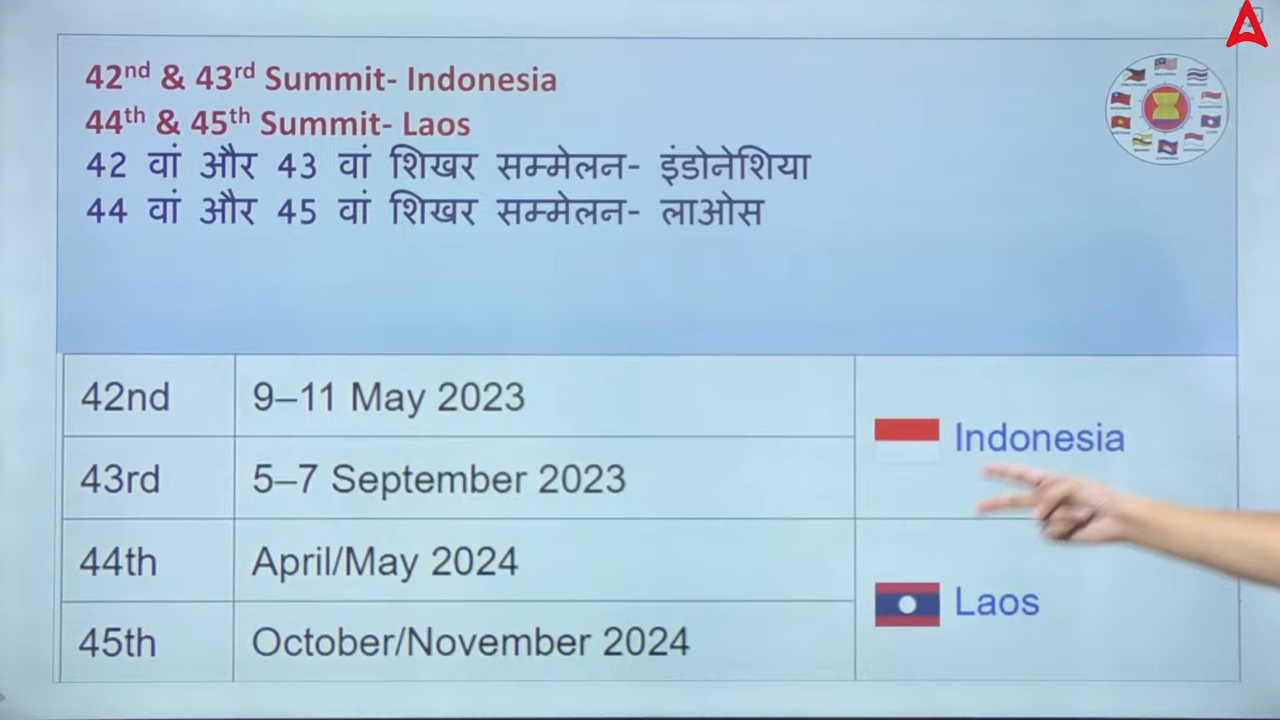 42nd & 43rd Summit- Indonesia
44th & 45th Summit- Laos
42 वां और 43 वां शिखर सम्मेलन- इंडोनेशिया
44 वां और 45 वां शिखर सम्मेलन- लाओस
42nd 9–11 May 2023
Indonesia
43rd 5–7 September 2023
44th April/May 2024
Laos
45th October/November 2024